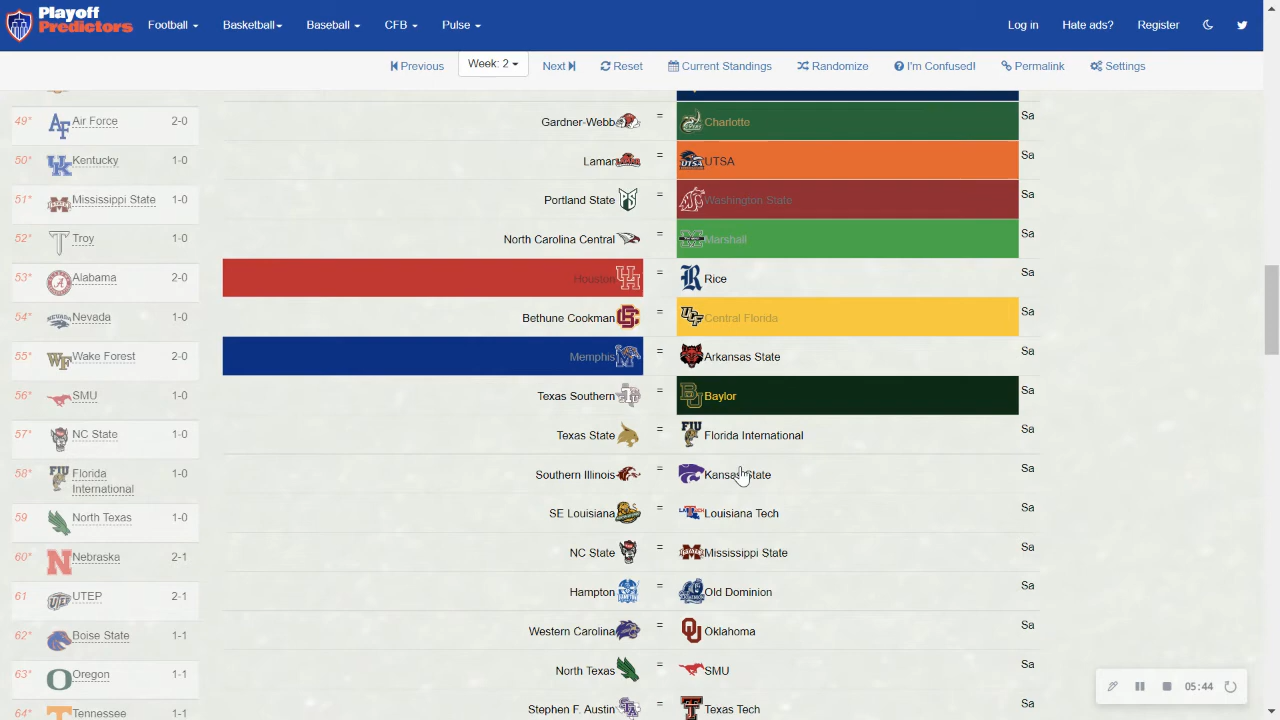 Playoff
Predictors
Football
Basketball
Baseball
CFB
Pulse
Log in
Hate ads?
Register
Previous
Week: 2
Next
Reset
Current Standings
Randomize
I'm Confused!
Permalink
Settings
49* Air Force 2-0
50* Kentucky 1-0
51* Mississippi State 1-0
52* Troy 1-0
53* Alabama 2-0
54* Nevada 1-0
55* Wake Forest 2-0
56* SMU 1-0
57* NC State 1-0
58* Florida International 1-0
59 North Texas 1-0
60* Nebraska 2-1
61 UTEP 2-1
62* Boise State 1-1
63* Oregon 1-1
64* Tennessee 1-1
Gardner-Webb = Charlotte Sa
Lamar = UTSA Sa
Portland State = Washington State Sa
North Carolina Central = Marshall Sa
Houston = Rice Sa
Bethune Cookman = Central Florida Sa
Memphis = Arkansas State Sa
Texas Southern = Baylor Sa
Texas State = Florida International Sa
Southern Illinois = Kansas State Sa
SE Louisiana = Louisiana Tech Sa
NC State = Mississippi State Sa
Hampton = Old Dominion Sa
Western Carolina = Oklahoma Sa
North Texas = SMU Sa
Stephen F. Austin = Texas Tech Sa
05:44